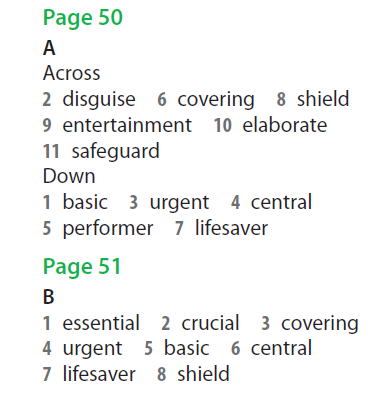 Page 50
A
Across
2 disguise 6 covering 8 shield
9 entertainment 10 elaborate
11 safeguard
Down
1 basic 3 urgent 4 central
5 performer 7 lifesaver
Page 51
B
1 essential 2 crucial 3 covering
4 urgent 5 basic 6 central
7 lifesaver 8 shield